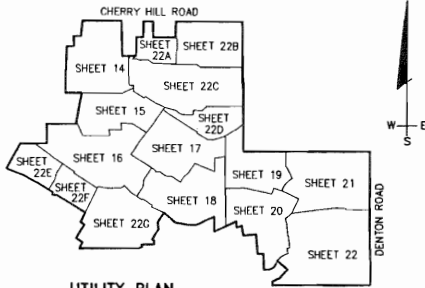 CHERRY HILL ROAD
SHEET
22A
SHEET 22B
SHEET 14
SHEET 22C
SHEET 15
SHEET
22D
SHEET 17
SHEET 16
SHEET
22E
SHEET
22F
SHEET 19
SHEET 21
SHEET 18
SHEET 20
SHEET 22G
SHEET 22
DENTON ROAD
W
E
S
UTILITY PLAN